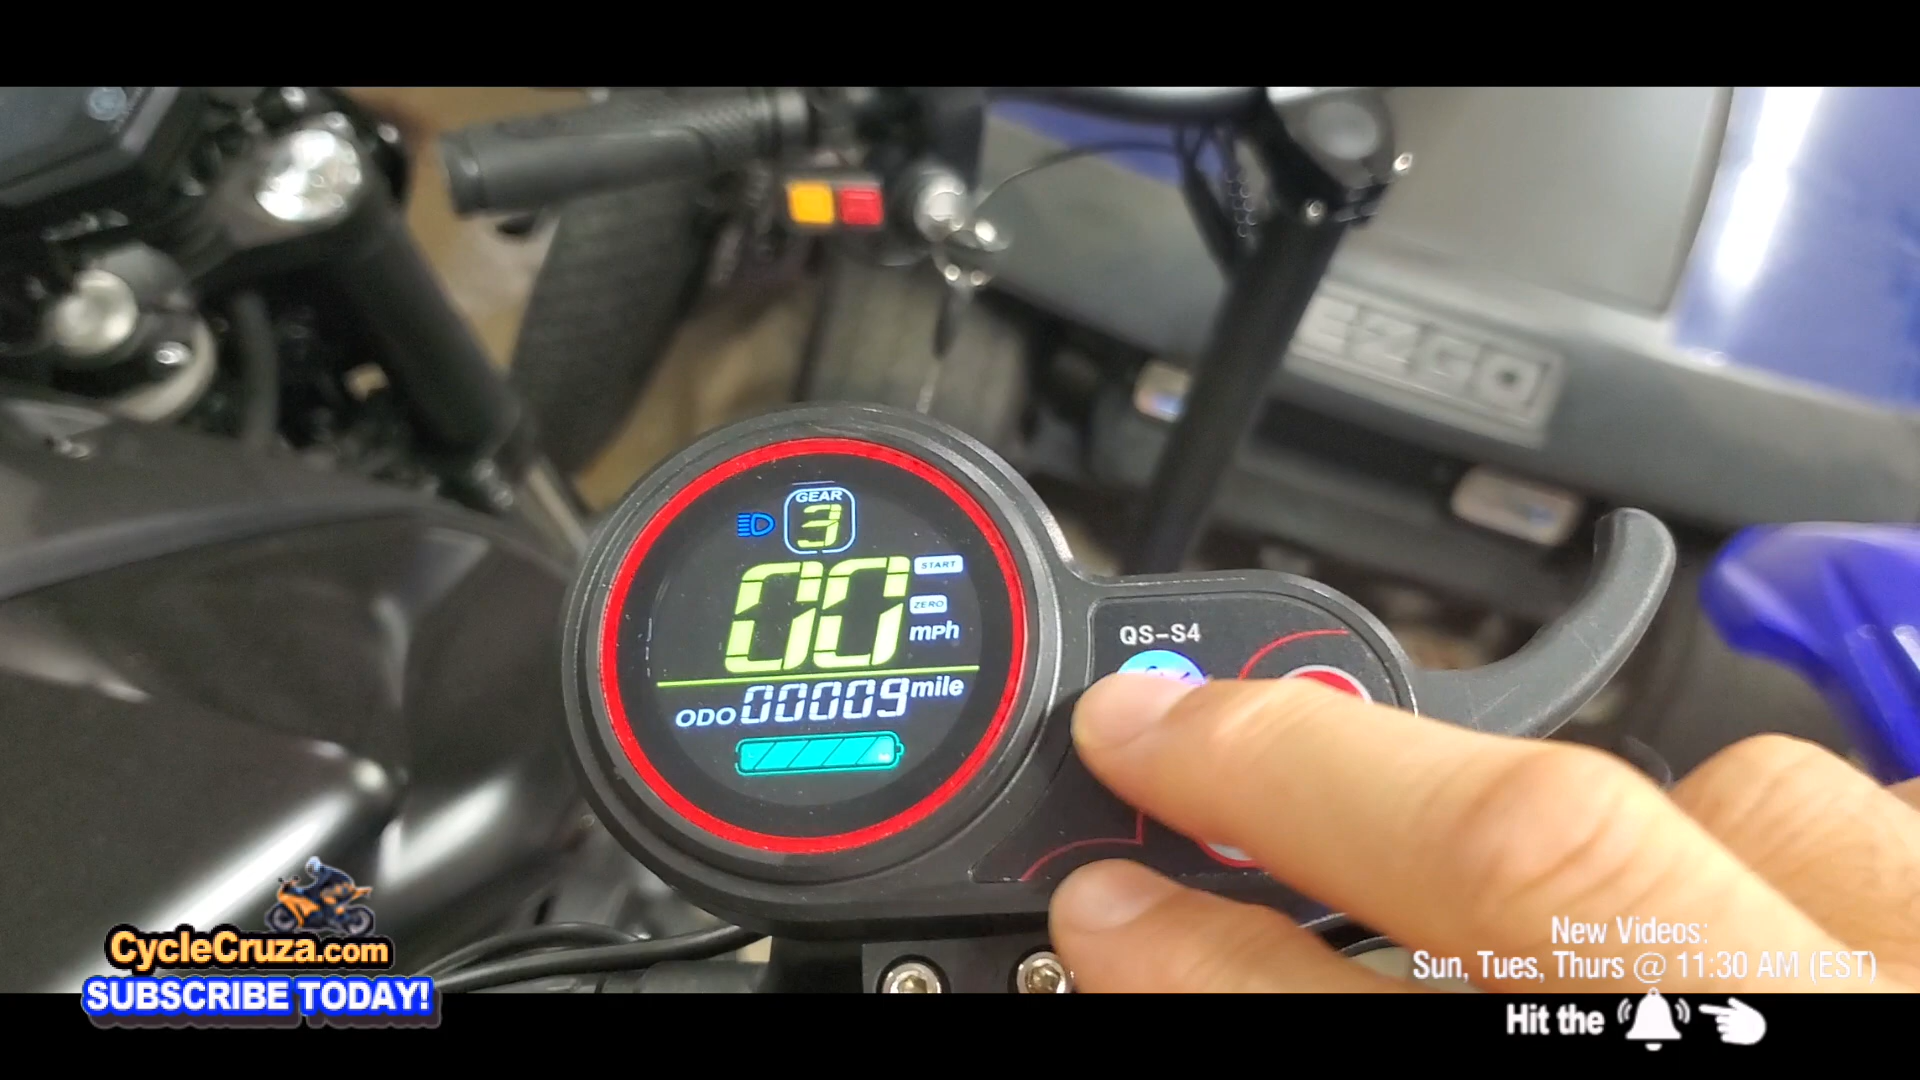 EZGO
GEAR
3
00
START
ZERO
mph
ODO 00009 mile
QS-S4
CycleCruza.com
SUBSCRIBE TODAY!
New Videos:
Sun, Tues, Thurs @ 11:30 AM (EST)
Hit the